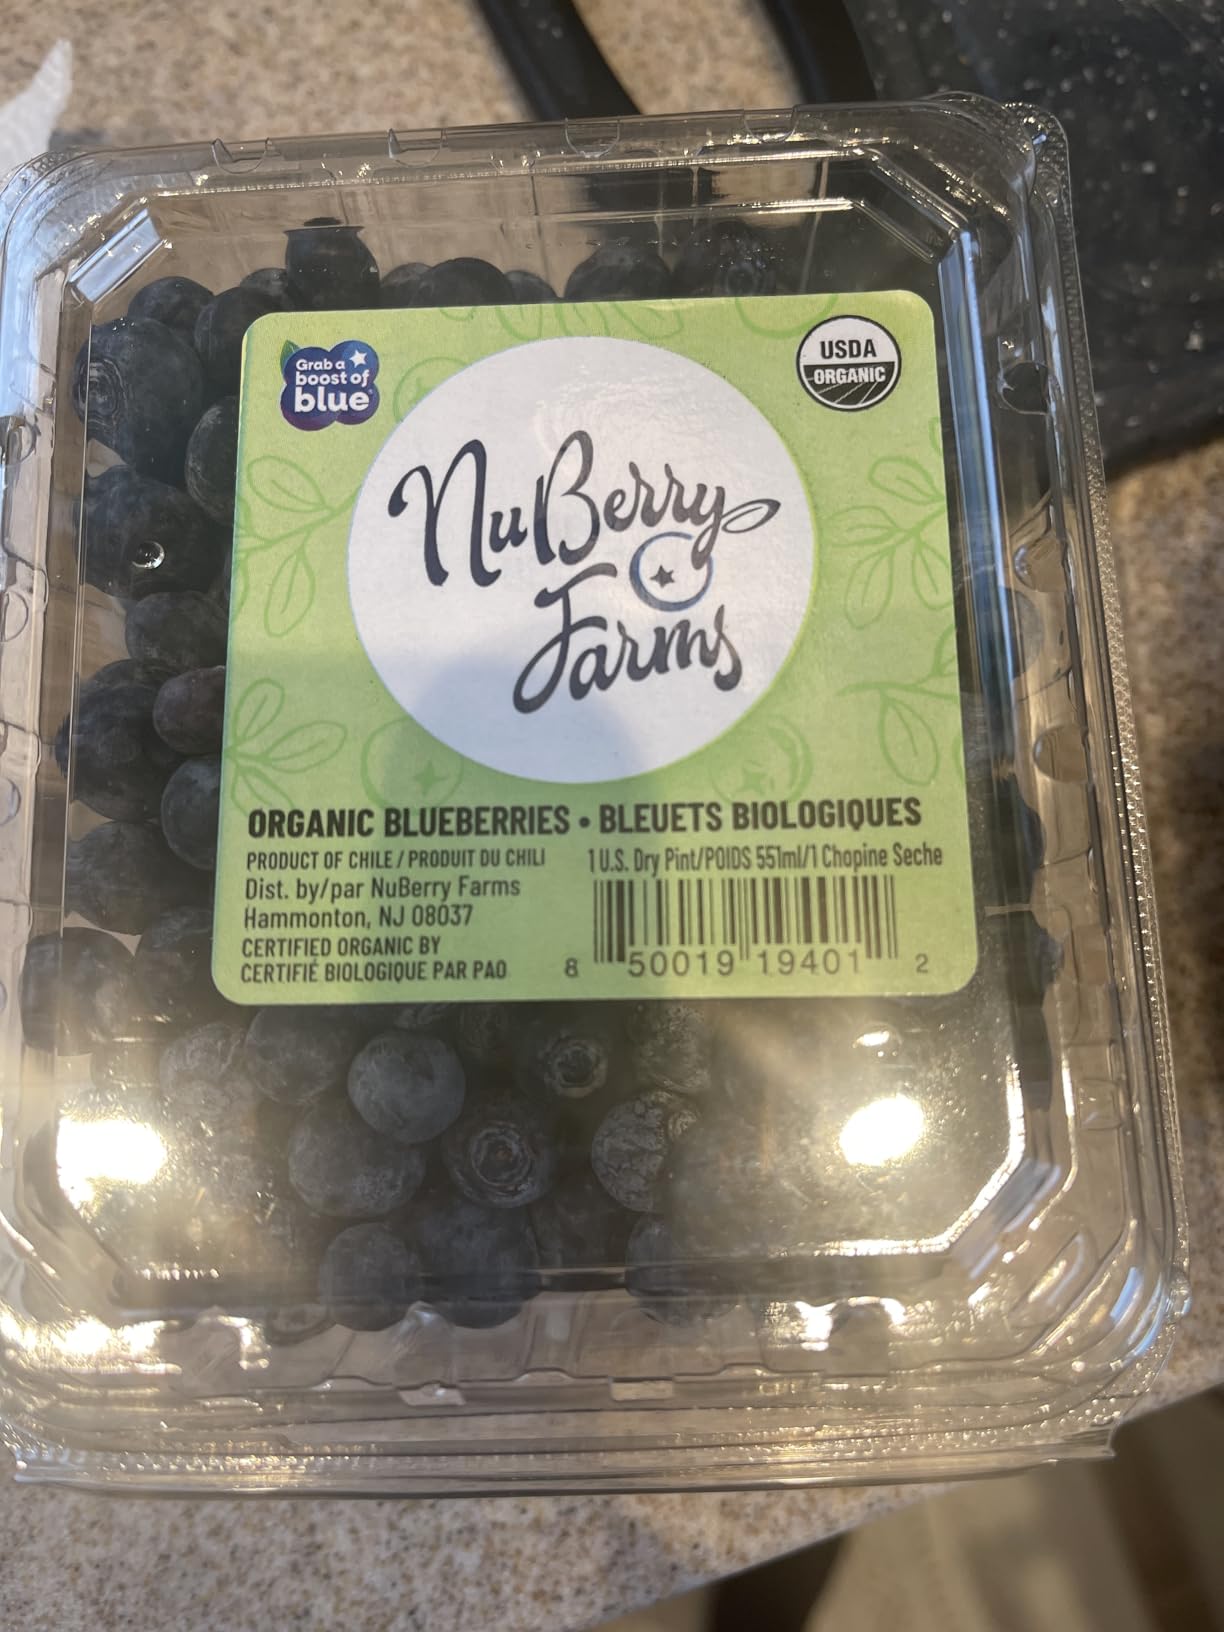 Grab a
boost of
blue
USDA
ORGANIC
NuBerry
Farms
ORGANIC BLUEBERRIES • BLEUETS BIOLOGIQUES
PRODUCT OF CHILE / PRODUIT DU CHILI
1 U.S. Dry Pint/POIDS 551ml/1 Chopine Seche
Dist. by/par NuBerry Farms
Hammonton, NJ 08037
CERTIFIED ORGANIC BY
CERTIFIÉ BIOLOGIQUE PAR PAO
8 50019 19401 2